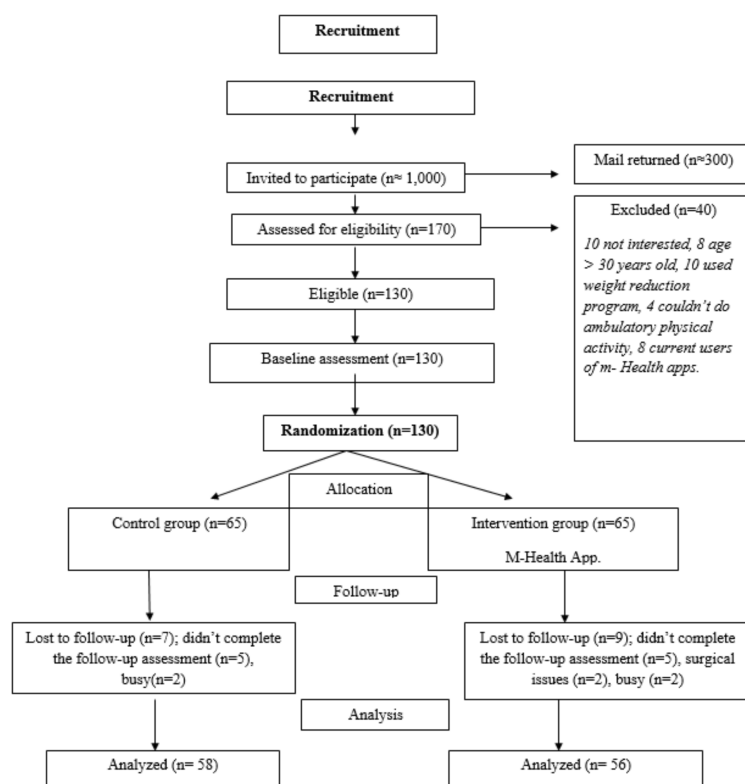 Recruitment
Recruitment
Invited to participate (n≈ 1,000)
Mail returned (n≈300)
Assessed for eligibility (n=170)
Excluded (n=40)
10 not interested, 8 age
> 30 years old, 10 used
weight reduction
program, 4 couldn't do
ambulatory physical
activity, 8 current users
of m- Health apps.
Eligible (n=130)
Baseline assessment (n=130)
Randomization (n=130)
Allocation
Control group (n=65)
Intervention group (n=65)
M-Health App.
Follow-up
Lost to follow-up (n=7); didn't complete
the follow-up assessment (n=5),
busy(n=2)
Lost to follow-up (n=9); didn't complete
the follow-up assessment (n=5), surgical
issues (n=2), busy (n=2)
Analysis
Analyzed (n= 58)
Analyzed (n= 56)